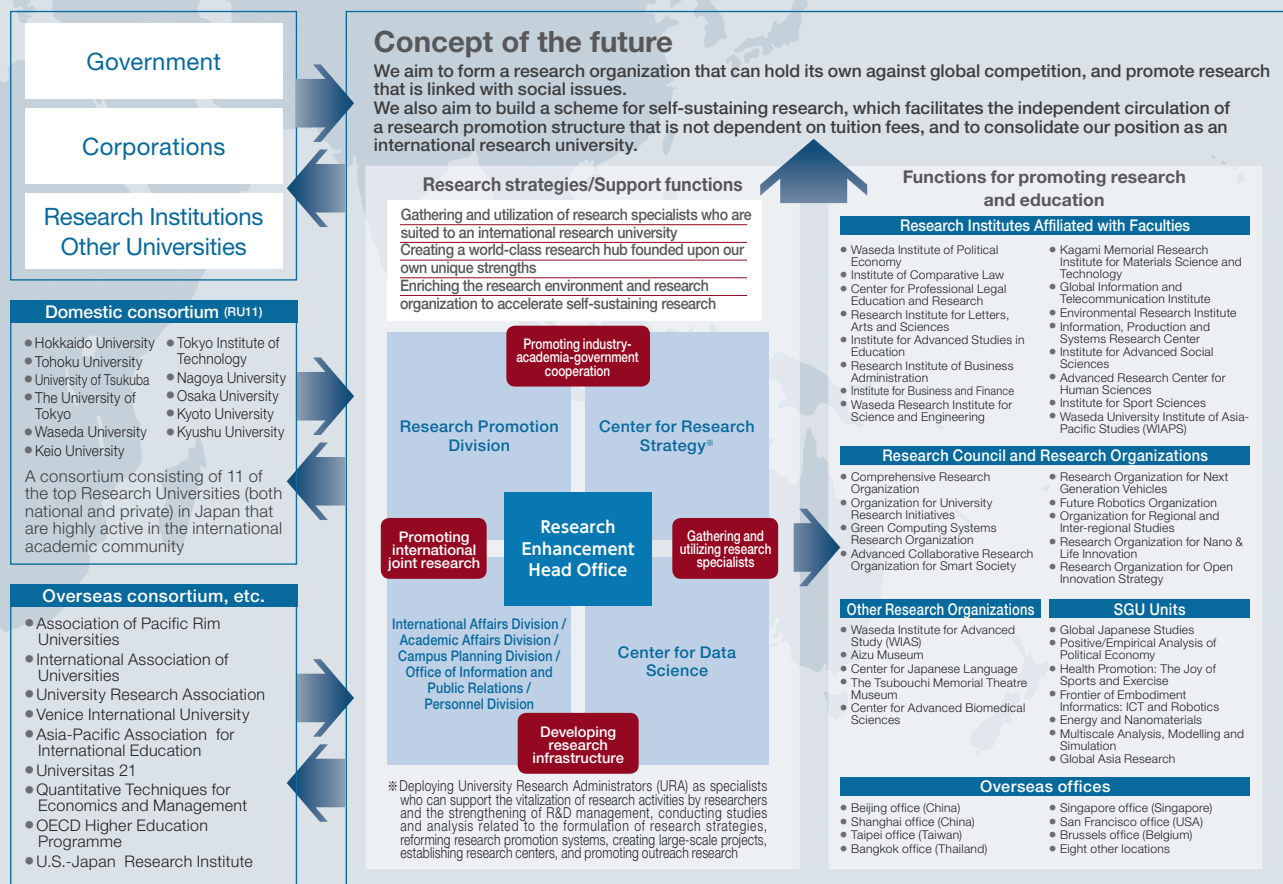 Government
Corporations
Research Institutions
Other Universities
Domestic consortium (RU11)
● Hokkaido University
● Tohoku University
● University of Tsukuba
● The University of
Tokyo
● Waseda University
● Keio University
● Tokyo Institute of
Technology
● Nagoya University
● Osaka University
● Kyoto University
● Kyushu University
A consortium consisting of 11 of
the top Research Universities (both
national and private) in Japan that
are highly active in the international
academic community
Overseas consortium, etc.
● Association of Pacific Rim
Universities
● International Association of
Universities
● University Research Association
● Venice International University
● Asia-Pacific Association for
International Education
● Universitas 21
● Quantitative Techniques for
Economics and Management
● OECD Higher Education
Programme
● U.S.-Japan Research Institute
Concept of the future
We aim to form a research organization that can hold its own against global competition, and promote research
that is linked with social issues.
We also aim to build a scheme for self-sustaining research, which facilitates the independent circulation of
a research promotion structure that is not dependent on tuition fees, and to consolidate our position as an
international research university.
Research strategies/Support functions
Gathering and utilization of research specialists who are
suited to an international research university
Creating a world-class research hub founded upon our
own unique strengths
Enriching the research environment and research
organization to accelerate self-sustaining research
Promoting industry-
academia-government
cooperation
Research Promotion
Division
Center for Research
Strategy※
Promoting
international
joint research
Research
Enhancement
Head Office
Gathering and
utilizing research
specialists
International Affairs Division /
Academic Affairs Division /
Campus Planning Division /
Office of Information and
Public Relations /
Personnel Division
Center for Data
Science
Developing
research
infrastructure
※Deploying University Research Administrators (URA) as specialists
who can support the vitalization of research activities by researchers
and the strengthening of R&D management, conducting studies
and analysis related to the formulation of research strategies,
reforming research promotion systems, creating large-scale projects,
establishing research centers, and promoting outreach research
Functions for promoting research
and education
Research Institutes Affiliated with Faculties
● Waseda Institute of Political
Economy
● Institute of Comparative Law
● Center for Professional Legal
Education and Research
● Research Institute for Letters,
Arts and Sciences
● Institute for Advanced Studies in
Education
● Research Institute of Business
Administration
● Institute for Business and Finance
● Waseda Research Institute for
Science and Engineering
● Kagami Memorial Research
Institute for Materials Science and
Technology
● Global Information and
Telecommunication Institute
● Environmental Research Institute
● Information, Production and
Systems Research Center
● Institute for Advanced Social
Sciences
● Advanced Research Center for
Human Sciences
● Institute for Sport Sciences
● Waseda University Institute of Asia-
Pacific Studies (WIAPS)
Research Council and Research Organizations
● Comprehensive Research
Organization
● Organization for University
Research Initiatives
● Green Computing Systems
Research Organization
● Advanced Collaborative Research
Organization for Smart Society
● Research Organization for Next
Generation Vehicles
● Future Robotics Organization
● Organization for Regional and
Inter-regional Studies
● Research Organization for Nano &
Life Innovation
● Research Organization for Open
Innovation Strategy
Other Research Organizations
● Waseda Institute for Advanced
Study (WIAS)
● Aizu Museum
● Center for Japanese Language
● The Tsubouchi Memorial Theatre
Museum
● Center for Advanced Biomedical
Sciences
SGU Units
● Global Japanese Studies
● Positive/Empirical Analysis of
Political Economy
● Health Promotion: The Joy of
Sports and Exercise
● Frontier of Embodiment
Informatics: ICT and Robotics
● Energy and Nanomaterials
● Multiscale Analysis, Modelling and
Simulation
● Global Asia Research
Overseas offices
● Beijing office (China)
● Shanghai office (China)
● Taipei office (Taiwan)
● Bangkok office (Thailand)
● Singapore office (Singapore)
● San Francisco office (USA)
● Brussels office (Belgium)
● Eight other locations